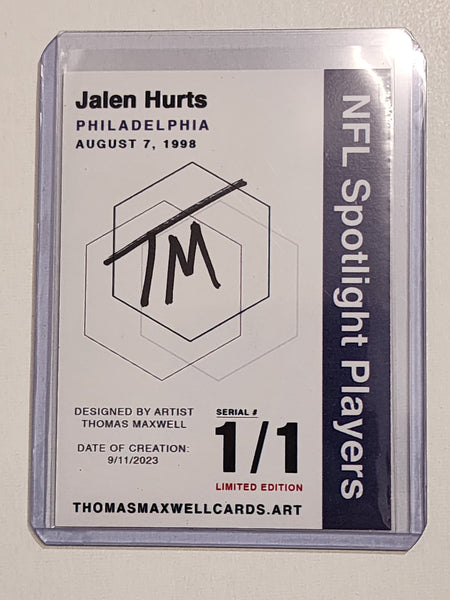 Jalen Hurts
PHILADELPHIA
AUGUST 7, 1998
TM
DESIGNED BY ARTIST
THOMAS MAXWELL
DATE OF CREATION:
9/11/2023
SERIAL #
1/1
LIMITED EDITION
THOMASMAXWELLCARDS.ART
NFL Spotlight Players